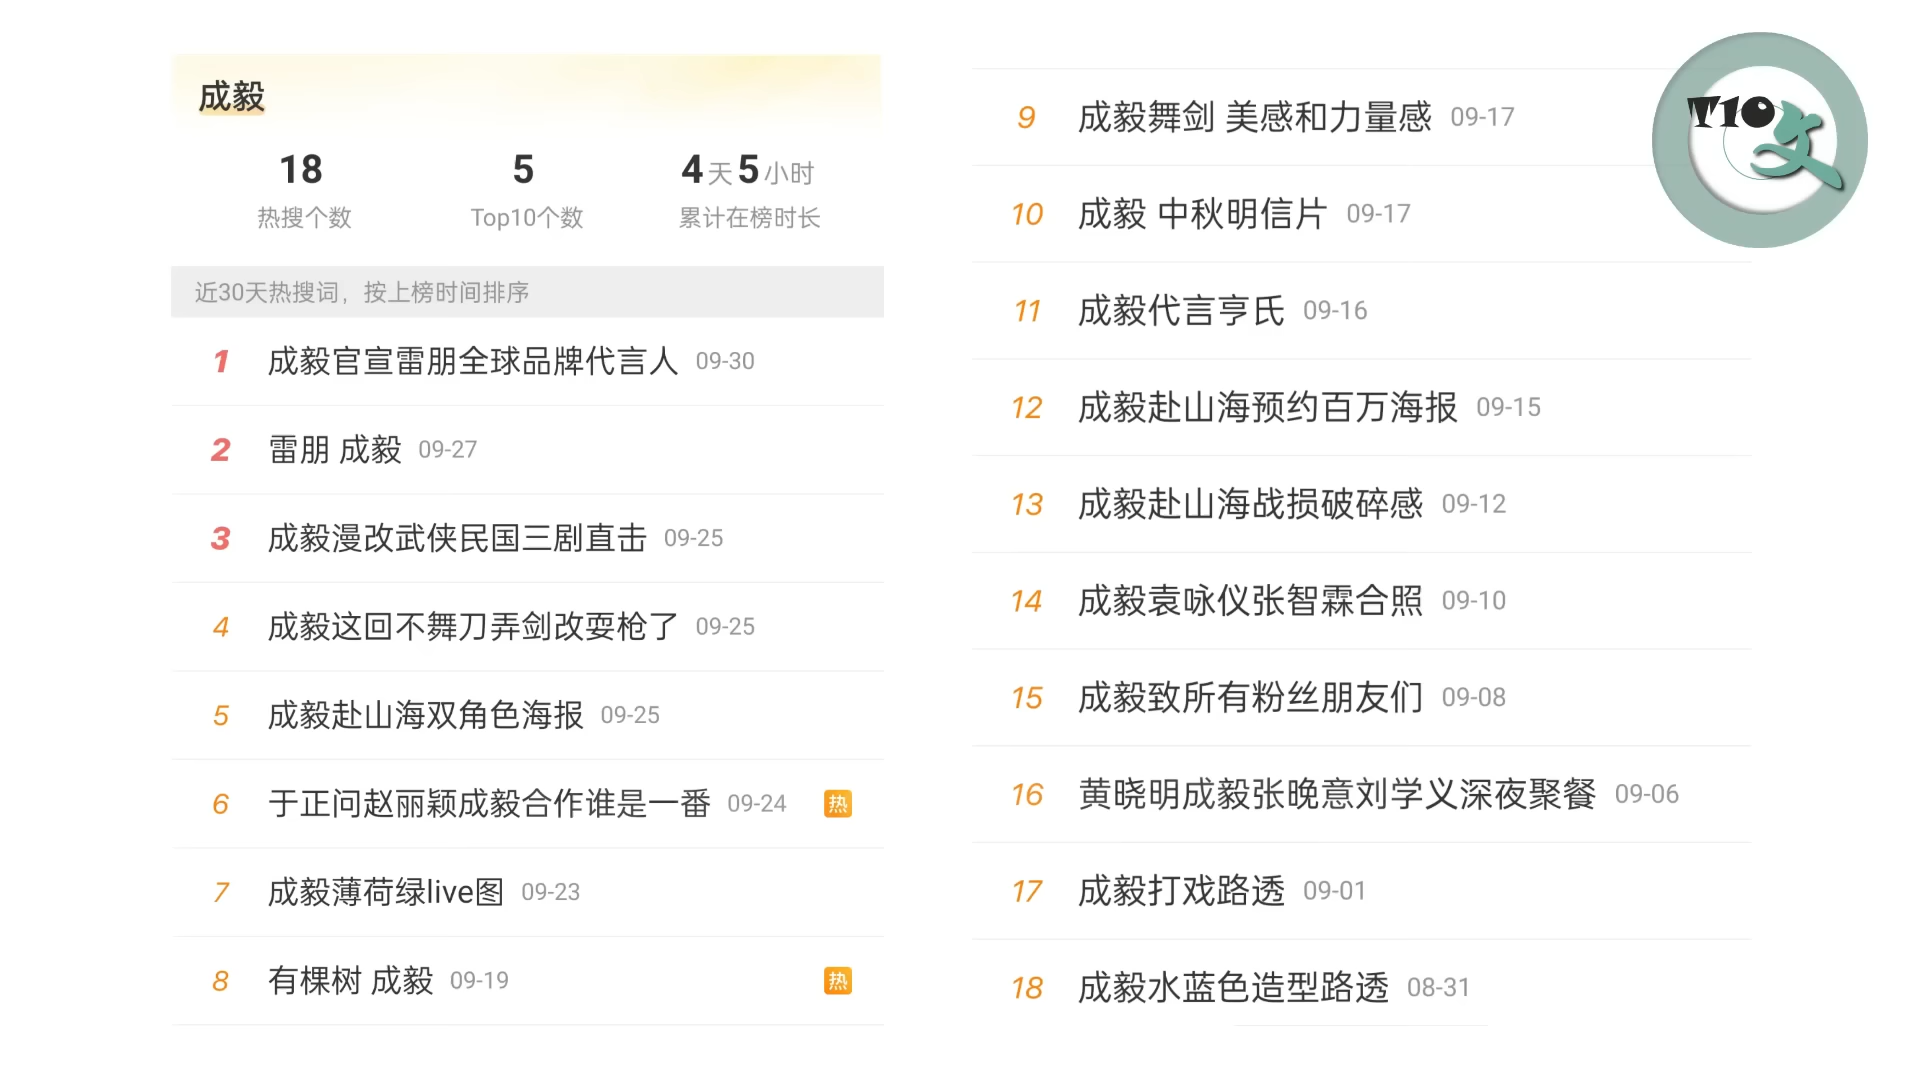 成毅
18 5 4天5小时
热搜个数 Top10个数 累计在榜时长
近30天热搜词，按上榜时间排序
1 成毅官宣雷朋全球品牌代言人 09-30
2 雷朋 成毅 09-27
3 成毅漫改武侠民国三剧直击 09-25
4 成毅这回不舞刀弄剑改耍枪了 09-25
5 成毅赴山海双角色海报 09-25
6 于正问赵丽颖成毅合作谁是一番 09-24 热
7 成毅薄荷绿live图 09-23
8 有棵树 成毅 09-19 热
9 成毅舞剑 美感和力量感 09-17
10 成毅 中秋明信片 09-17
11 成毅代言亨氏 09-16
12 成毅赴山海预约百万海报 09-15
13 成毅赴山海战损破碎感 09-12
14 成毅袁咏仪张智霖合照 09-10
15 成毅致所有粉丝朋友们 09-08
16 黄晓明成毅张晚意刘学义深夜聚餐 09-06
17 成毅打戏路透 09-01
18 成毅水蓝色造型路透 08-31
T10文